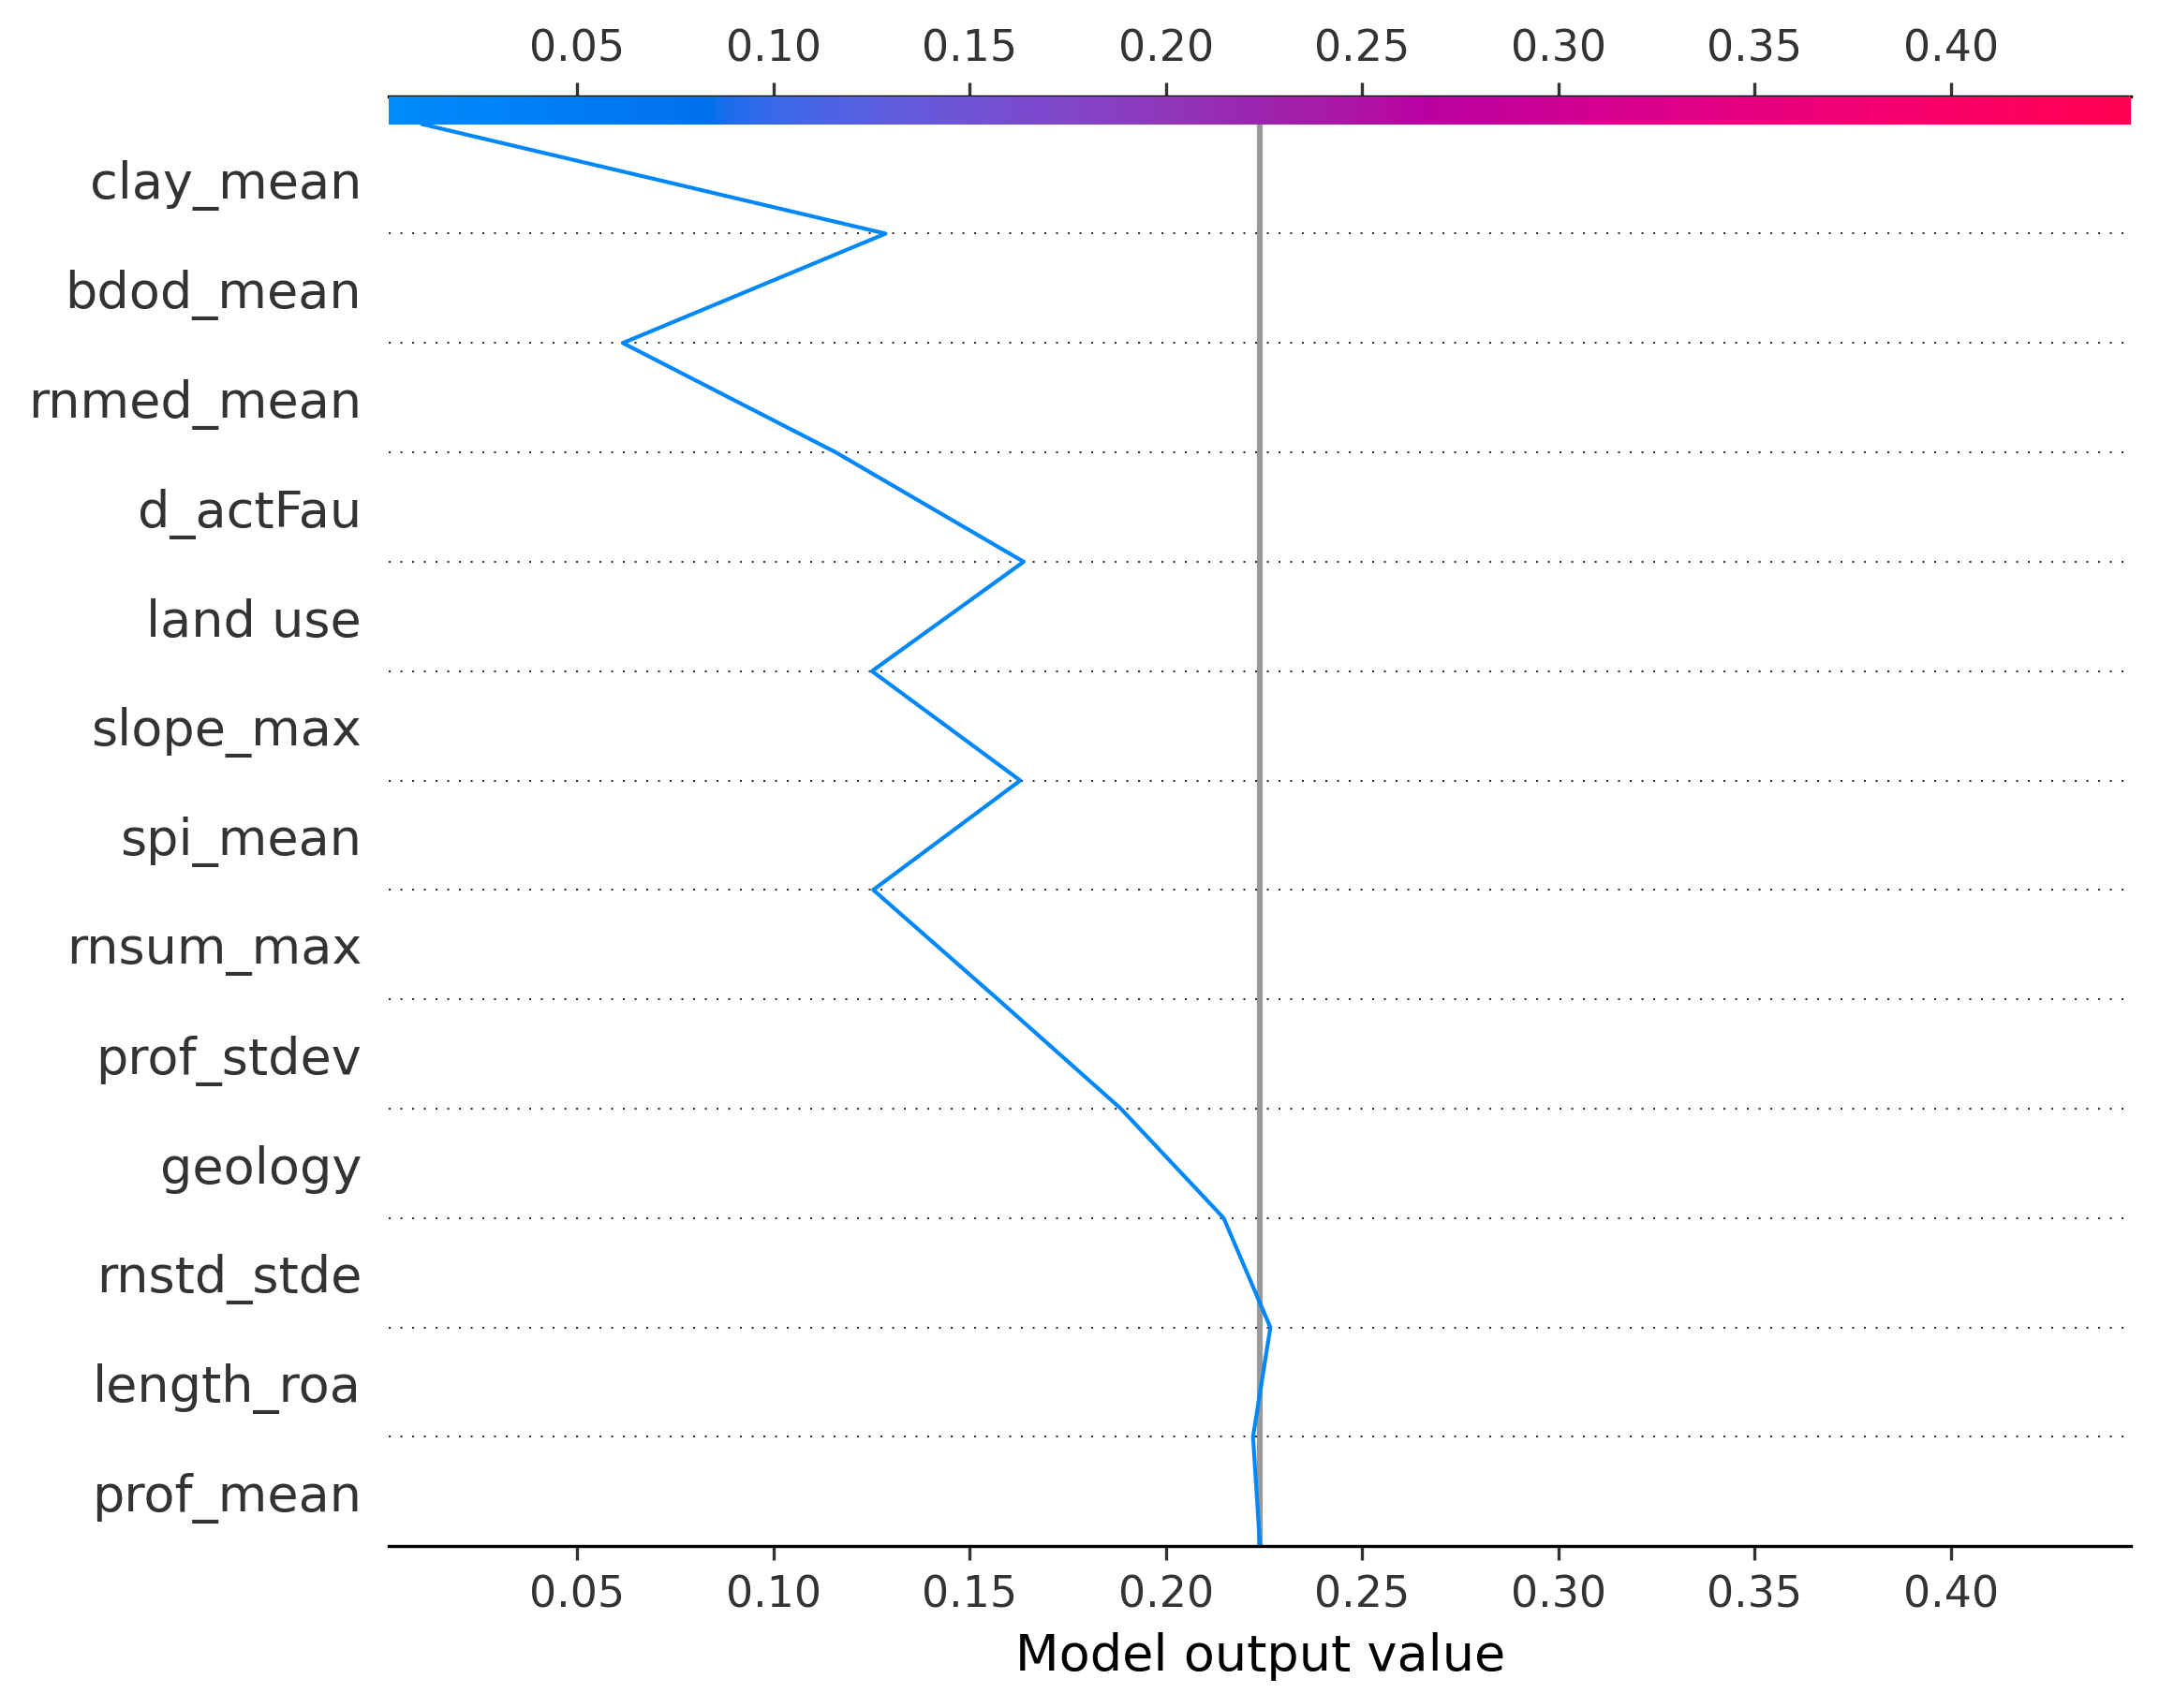 0.05 0.10 0.15 0.20 0.25 0.30 0.35 0.40
clay_mean
bdod_mean
rnmed_mean
d_actFau
land use
slope_max
spi_mean
rnsum_max
prof_stdev
geology
rnstd_stde
length_roa
prof_mean
0.05 0.10 0.15 0.20 0.25 0.30 0.35 0.40
Model output value